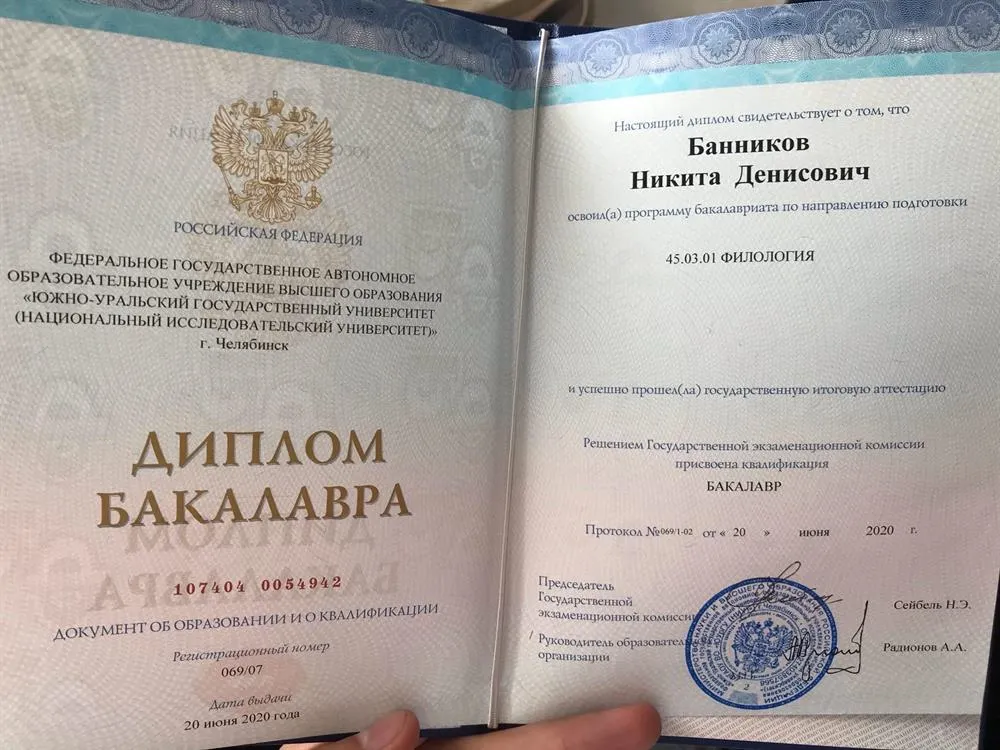 РОССИЙСКАЯ ФЕДЕРАЦИЯ
ФЕДЕРАЛЬНОЕ ГОСУДАРСТВЕННОЕ АВТОНОМНОЕ
ОБРАЗОВАТЕЛЬНОЕ УЧРЕЖДЕНИЕ ВЫСШЕГО ОБРАЗОВАНИЯ
«ЮЖНО-УРАЛЬСКИЙ ГОСУДАРСТВЕННЫЙ УНИВЕРСИТЕТ
(НАЦИОНАЛЬНЫЙ ИССЛЕДОВАТЕЛЬСКИЙ УНИВЕРСИТЕТ)»
г. Челябинск
ДИПЛОМ
БАКАЛАВРА
107404 0054942
ДОКУМЕНТ ОБ ОБРАЗОВАНИИ И О КВАЛИФИКАЦИИ
Регистрационный номер
069/07
Дата выдачи
20 июня 2020 года
Настоящий диплом свидетельствует о том, что
Банников
Никита Денисович
освоил(а) программу бакалавриата по направлению подготовки
45.03.01 ФИЛОЛОГИЯ
и успешно прошел(ла) государственную итоговую аттестацию
Решением Государственной экзаменационной комиссии
присвоена квалификация
БАКАЛАВР
Протокол №069/1-02 от « 20 » июня 2020 г.
Председатель
Государственной
экзаменационной комиссии
Сейбель Н.Э.
Руководитель образователь
организации
Радионов А.А.